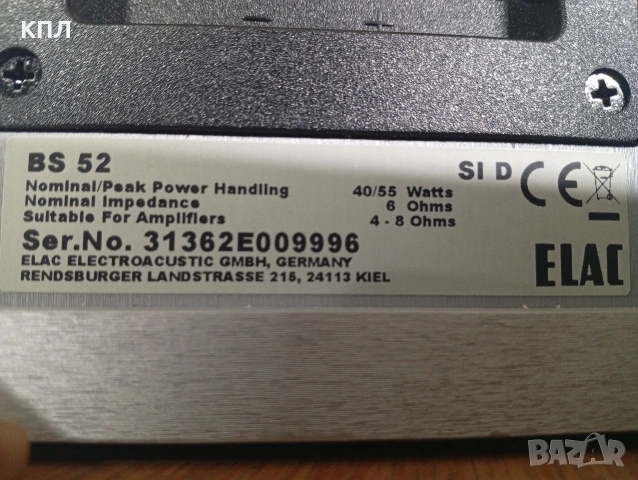 КПЛ
BS 52
SI D CE
Nominal/Peak Power Handling 40/55 Watts
Nominal Impedance 6 Ohms
Suitable For Amplifiers 4 - 8 Ohms
Ser.No. 31362E009996
ELAC ELECTROACUSTIC GMBH, GERMANY
RENDSBURGER LANDSTRASSE 215, 24113 KIEL
ELAC
BAZAR